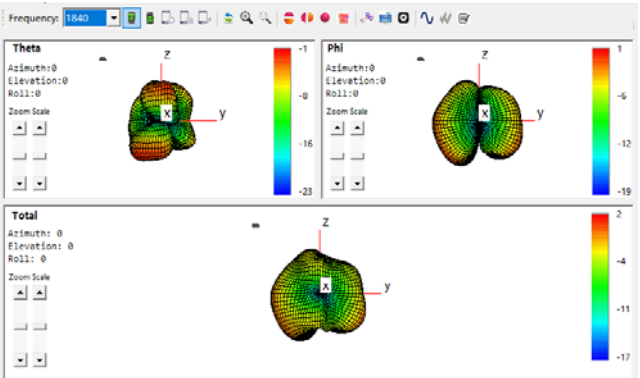 Frequency: 1840
Theta
Azimuth:0
Elevation:0
Roll:0
Zoom Scale
z
x
y
-1
-8
-16
-23
Phi
Azimuth:0
Elevation:0
Roll:0
Zoom Scale
z
x
y
1
-6
-12
-19
Total
Azimuth: 0
Elevation: 0
Roll: 0
Zoom Scale
z
x
y
2
-4
-11
-17